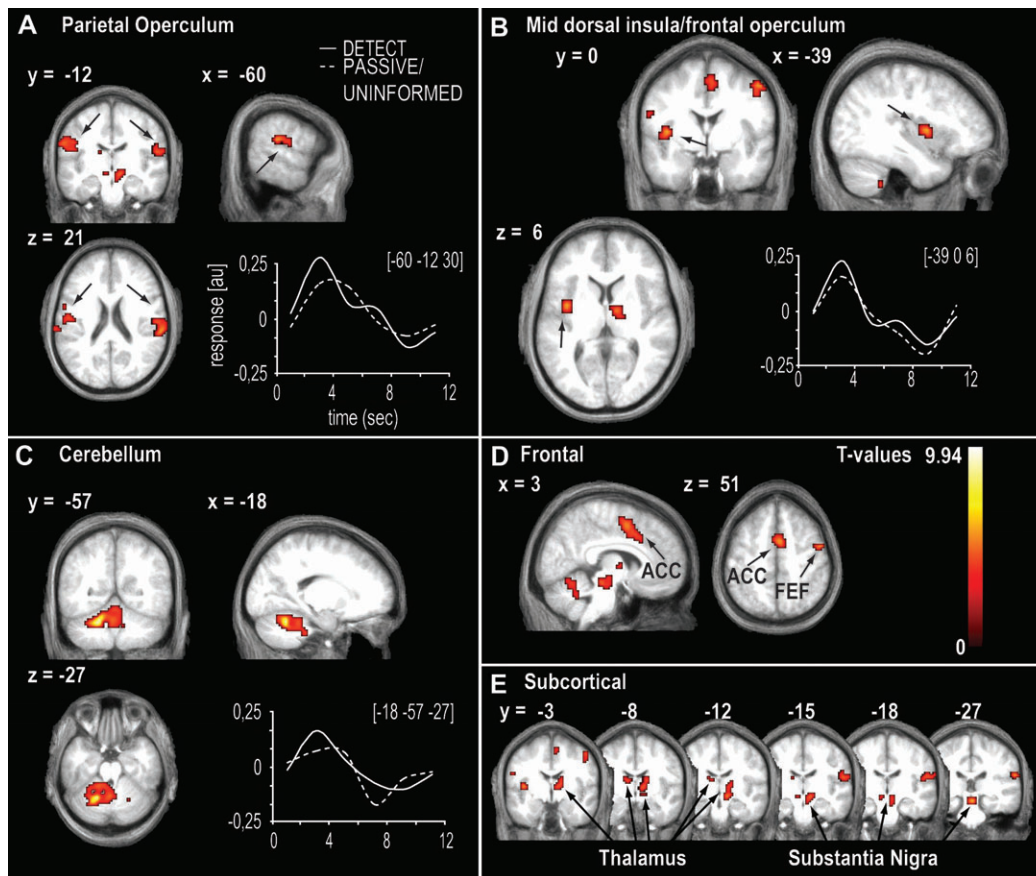 A Parietal Operculum
y = -12 x = -60
DETECT
PASSIVE/
UNINFORMED
z = 21
[-60 -12 30]
response [au]
0,25
0
-0,25
0 4 8 12
time (sec)
B Mid dorsal insula/frontal operculum
y = 0 x = -39
z = 6
[-39 0 6]
0,25
0
-0,25
0 4 8 12
C Cerebellum
y = -57 x = -18
z = -27
[-18 -57 -27]
0,25
0
-0,25
0 4 8 12
D Frontal
x = 3 z = 51
T-values 9.94
0
ACC
ACC FEF
E Subcortical
y = -3 -8 -12 -15 -18 -27
Thalamus Substantia Nigra